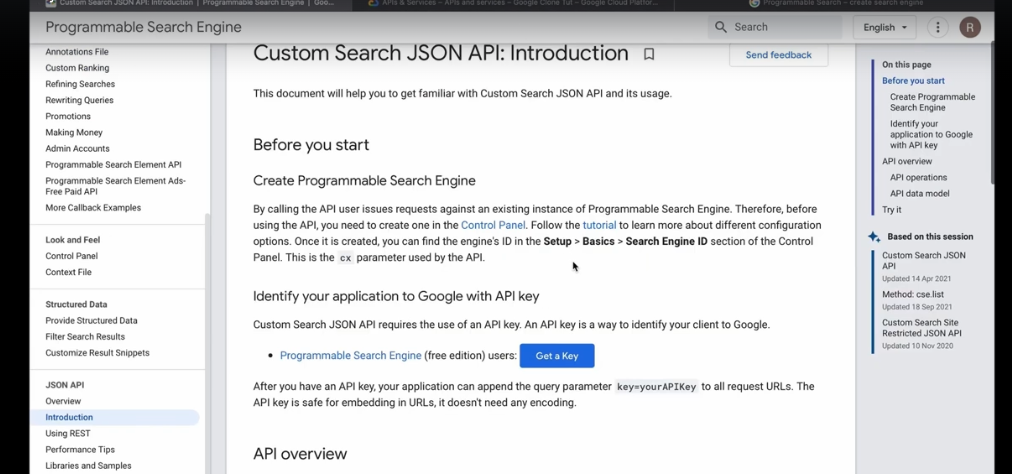 Custom Search JSON API: Introduction | Programmable Search Engine | Goo...
APIs & Services – APIs and services – Google Clone Tut – Google Cloud Platfor...
Programmable Search – create search engine
Programmable Search Engine
Search
English
R
Annotations File
Custom Ranking
Refining Searches
Rewriting Queries
Promotions
Making Money
Admin Accounts
Programmable Search Element API
Programmable Search Element Ads-
Free Paid API
More Callback Examples
Look and Feel
Control Panel
Context File
Structured Data
Provide Structured Data
Filter Search Results
Customize Result Snippets
JSON API
Overview
Introduction
Using REST
Performance Tips
Libraries and Samples
Custom Search JSON API: Introduction
Send feedback
This document will help you to get familiar with Custom Search JSON API and its usage.
Before you start
Create Programmable Search Engine
By calling the API user issues requests against an existing instance of Programmable Search Engine. Therefore, before
using the API, you need to create one in the Control Panel. Follow the tutorial to learn more about different configuration
options. Once it is created, you can find the engine's ID in the Setup > Basics > Search Engine ID section of the Control
Panel. This is the cx parameter used by the API.
Identify your application to Google with API key
Custom Search JSON API requires the use of an API key. An API key is a way to identify your client to Google.
• Programmable Search Engine (free edition) users: Get a Key
After you have an API key, your application can append the query parameter key=yourAPIKey to all request URLs. The
API key is safe for embedding in URLs, it doesn't need any encoding.
API overview
On this page
Before you start
Create Programmable
Search Engine
Identify your
application to Google
with API key
API overview
API operations
API data model
Try it
Based on this session
Custom Search JSON
API
Updated 14 Apr 2021
Method: cse.list
Updated 18 Sep 2021
Custom Search Site
Restricted JSON API
Updated 10 Nov 2020